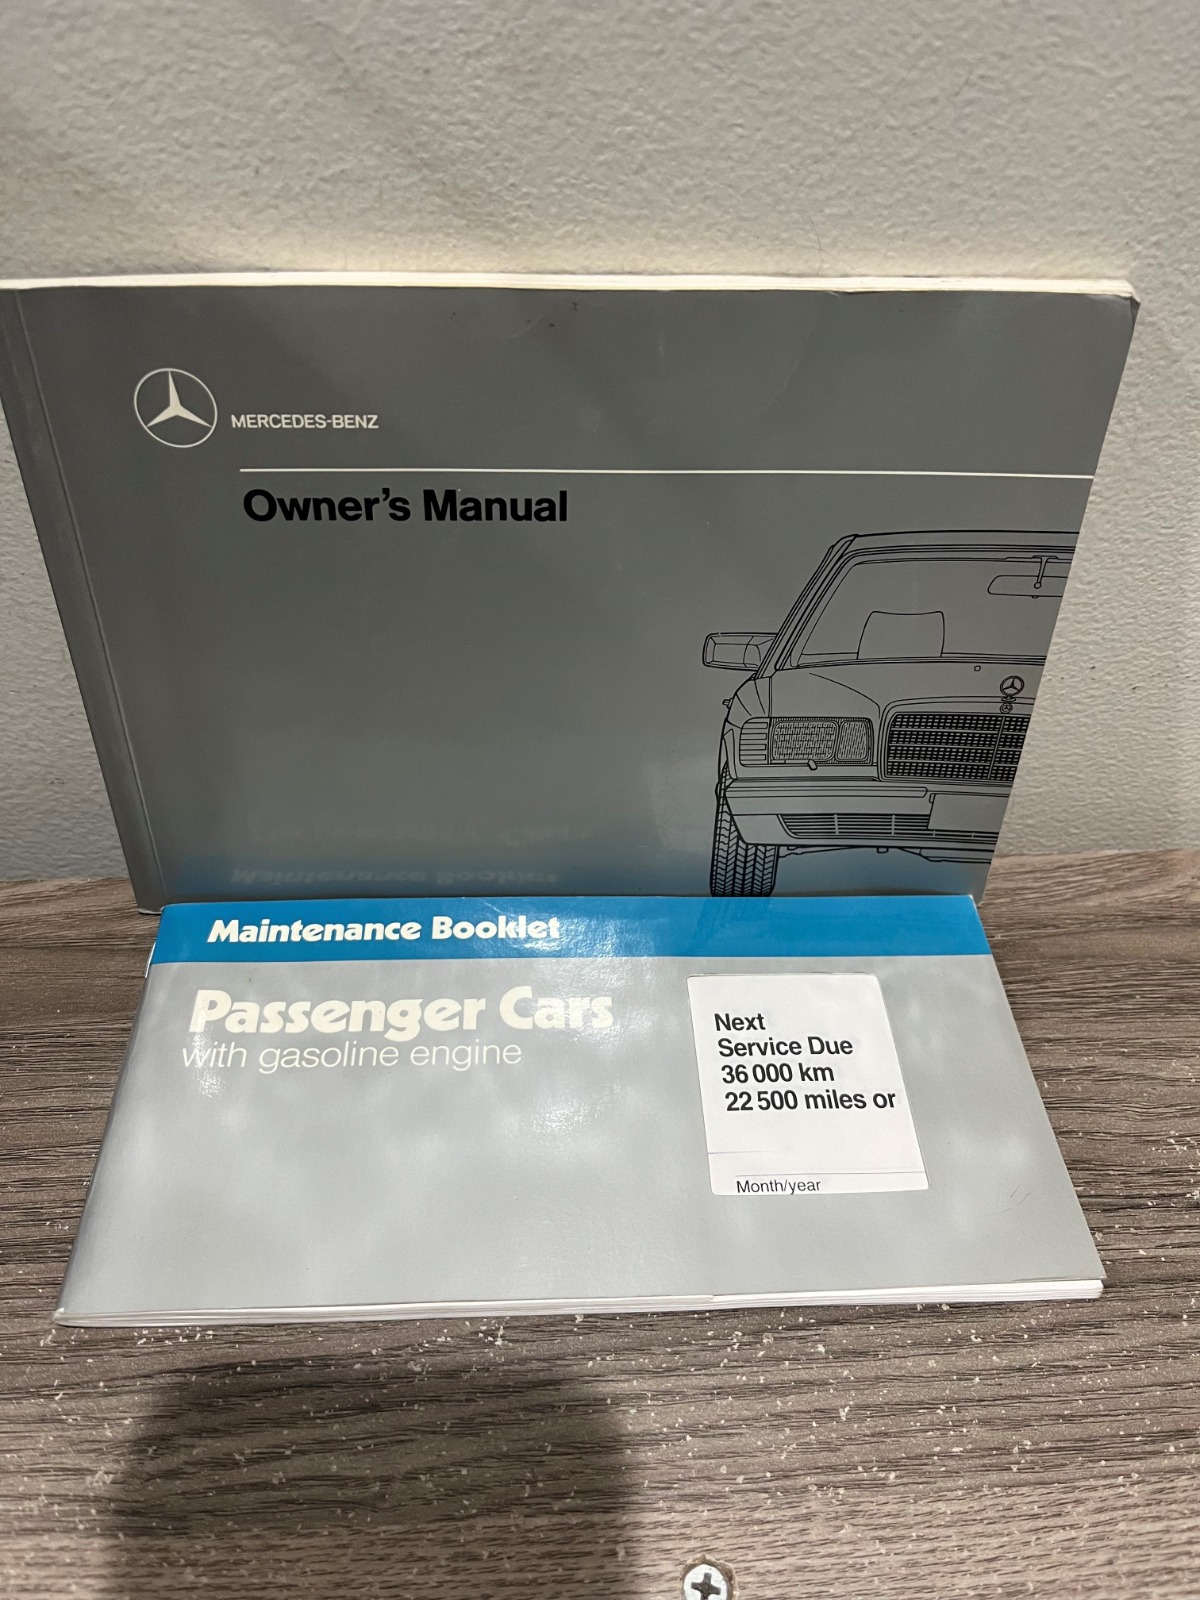 MERCEDES-BENZ
Owner's Manual
Maintenance Booklet
Passenger Cars
with gasoline engine
Next
Service Due
36 000 km
22 500 miles or
Month/year